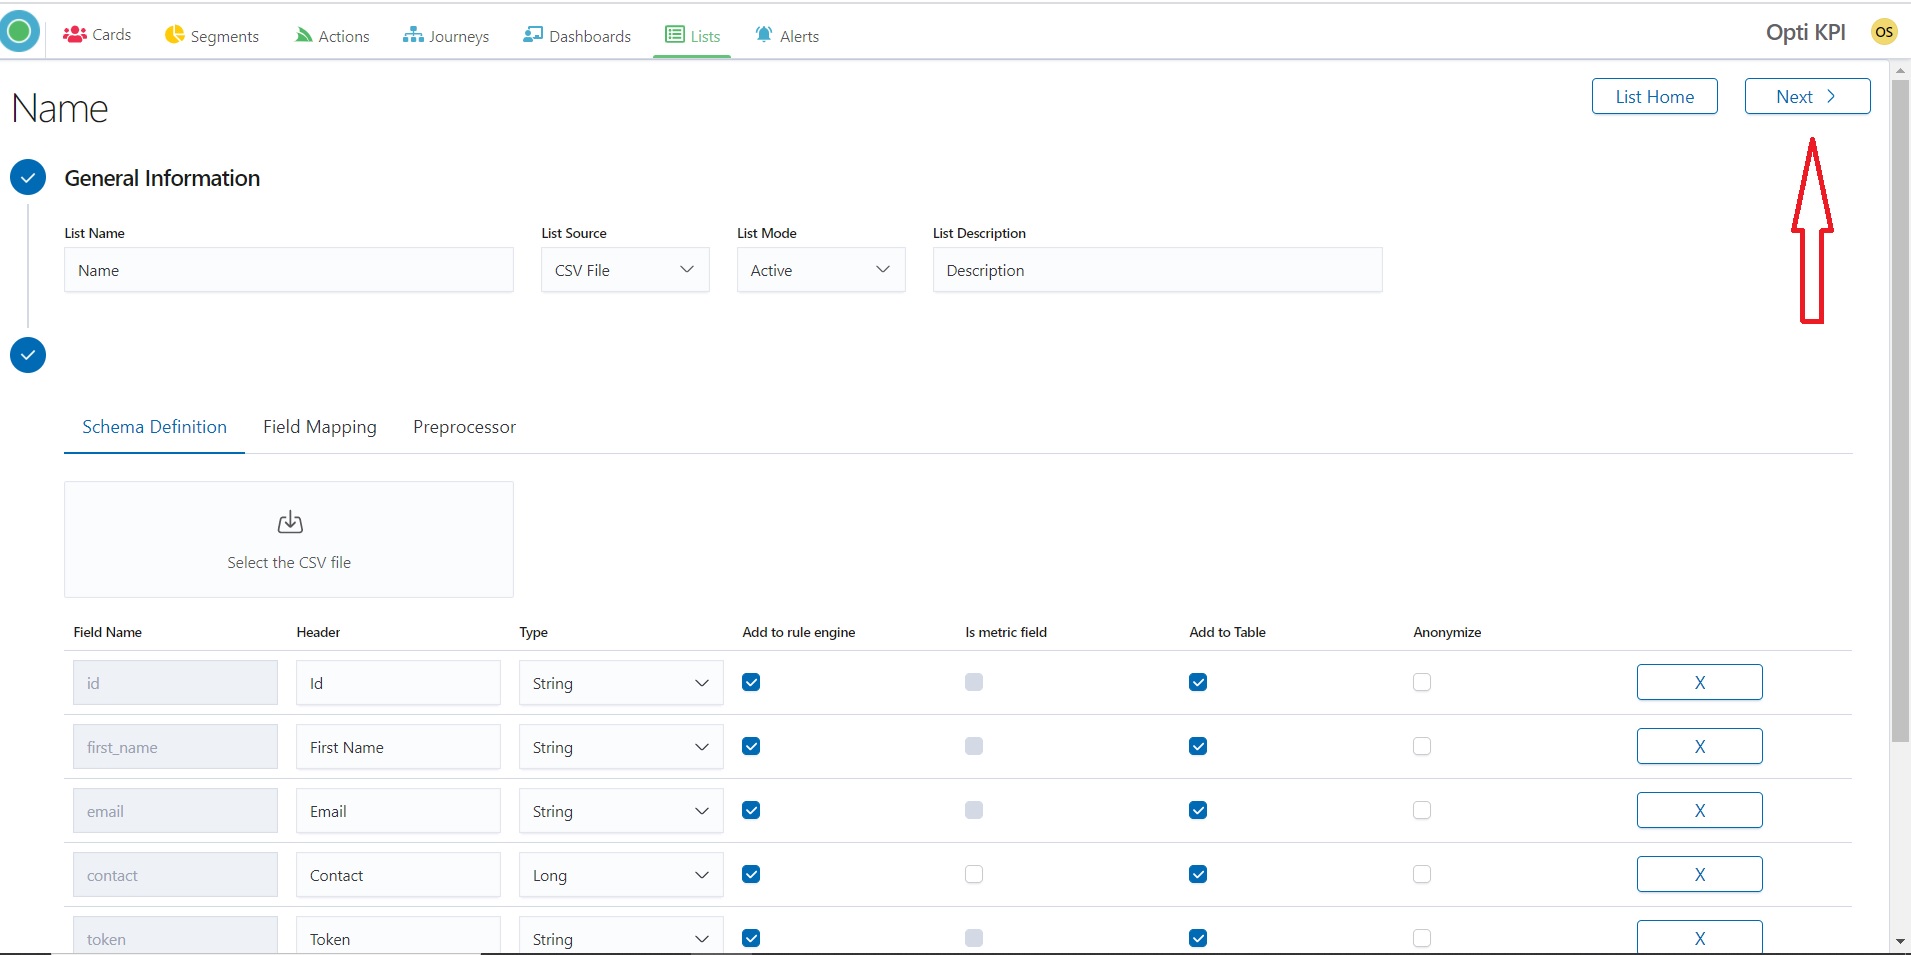 Cards Segments Actions Journeys Dashboards Lists Alerts Opti KPI OS
Name List Home Next
General Information
List Name List Source List Mode List Description
Name CSV File Active Description
Schema Definition Field Mapping Preprocessor
Select the CSV file
Field Name Header Type Add to rule engine Is metric field Add to Table Anonymize
id Id String X
first_name First Name String X
email Email String X
contact Contact Long X
token Token String X